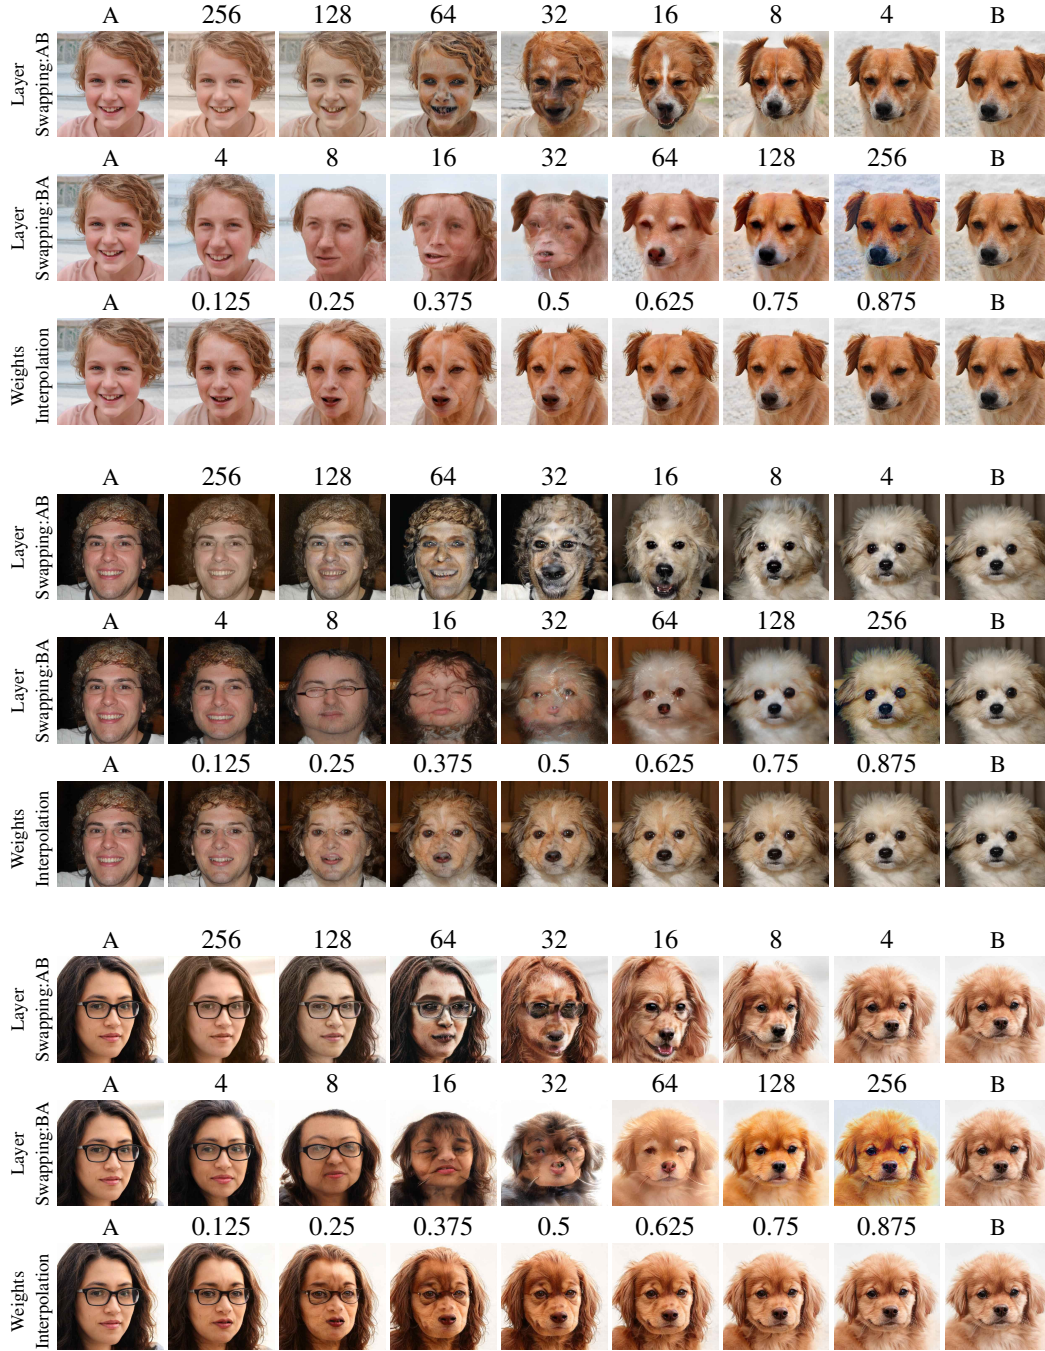 A 256 128 64 32 16 8 4 B
Layer
Swapping:AB
A 4 8 16 32 64 128 256 B
Layer
Swapping:BA
A 0.125 0.25 0.375 0.5 0.625 0.75 0.875 B
Weights
Interpolation
A 256 128 64 32 16 8 4 B
Layer
Swapping:AB
A 4 8 16 32 64 128 256 B
Layer
Swapping:BA
A 0.125 0.25 0.375 0.5 0.625 0.75 0.875 B
Weights
Interpolation
A 256 128 64 32 16 8 4 B
Layer
Swapping:AB
A 4 8 16 32 64 128 256 B
Layer
Swapping:BA
A 0.125 0.25 0.375 0.5 0.625 0.75 0.875 B
Weights
Interpolation